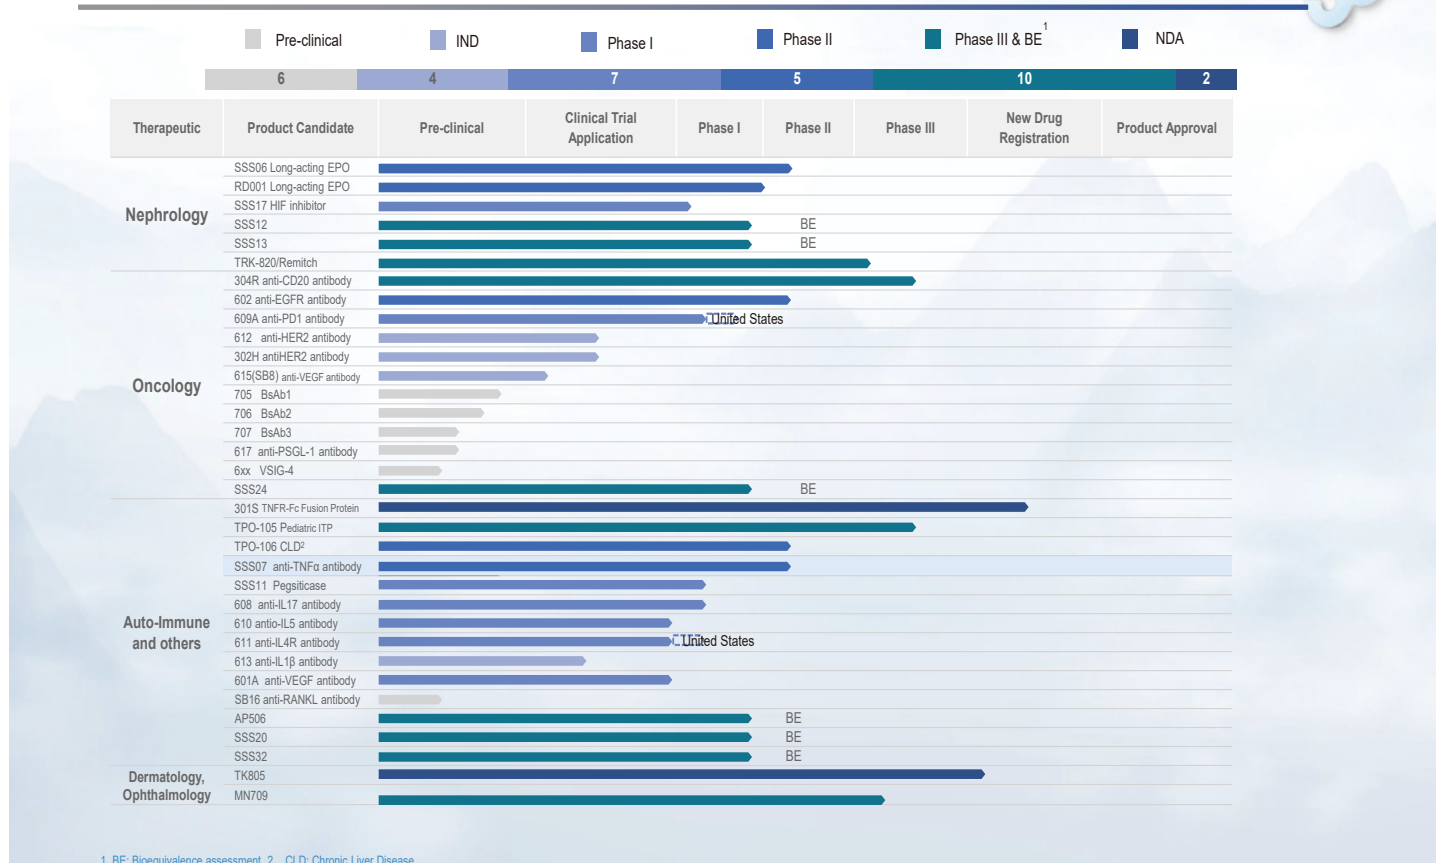 Pre-clinical
IND
Phase I
Phase II
Phase III & BE1
NDA
6 4 7 5 10 2
Therapeutic
Product Candidate
Pre-clinical
Clinical Trial
Application
Phase I
Phase II
Phase III
New Drug
Registration
Product Approval
Nephrology
SSS06 Long-acting EPO
RD001 Long-acting EPO
SSS17 HIF inhibitor
SSS12 BE
SSS13 BE
TRK-820/Remitch
Oncology
304R anti-CD20 antibody
602 anti-EGFR antibody
609A anti-PD1 antibody United States
612 anti-HER2 antibody
302H antiHER2 antibody
615(SB8) anti-VEGF antibody
705 BsAb1
706 BsAb2
707 BsAb3
617 anti-PSGL-1 antibody
6xx VSIG-4
SSS24 BE
Auto-Immune
and others
301S TNFR-Fc Fusion Protein
TPO-105 Pediatric ITP
TPO-106 CLD2
SSS07 anti-TNFα antibody
SSS11 Pegsiticase
608 anti-IL17 antibody
610 antio-IL5 antibody
611 anti-IL4R antibody United States
613 anti-IL1β antibody
601A anti-VEGF antibody
SB16 anti-RANKL antibody
AP506 BE
SSS20 BE
SSS32 BE
Dermatology,
Ophthalmology
TK805
MN709
1. BE: Bioequivalence assessment 2. CLD: Chronic Liver Disease